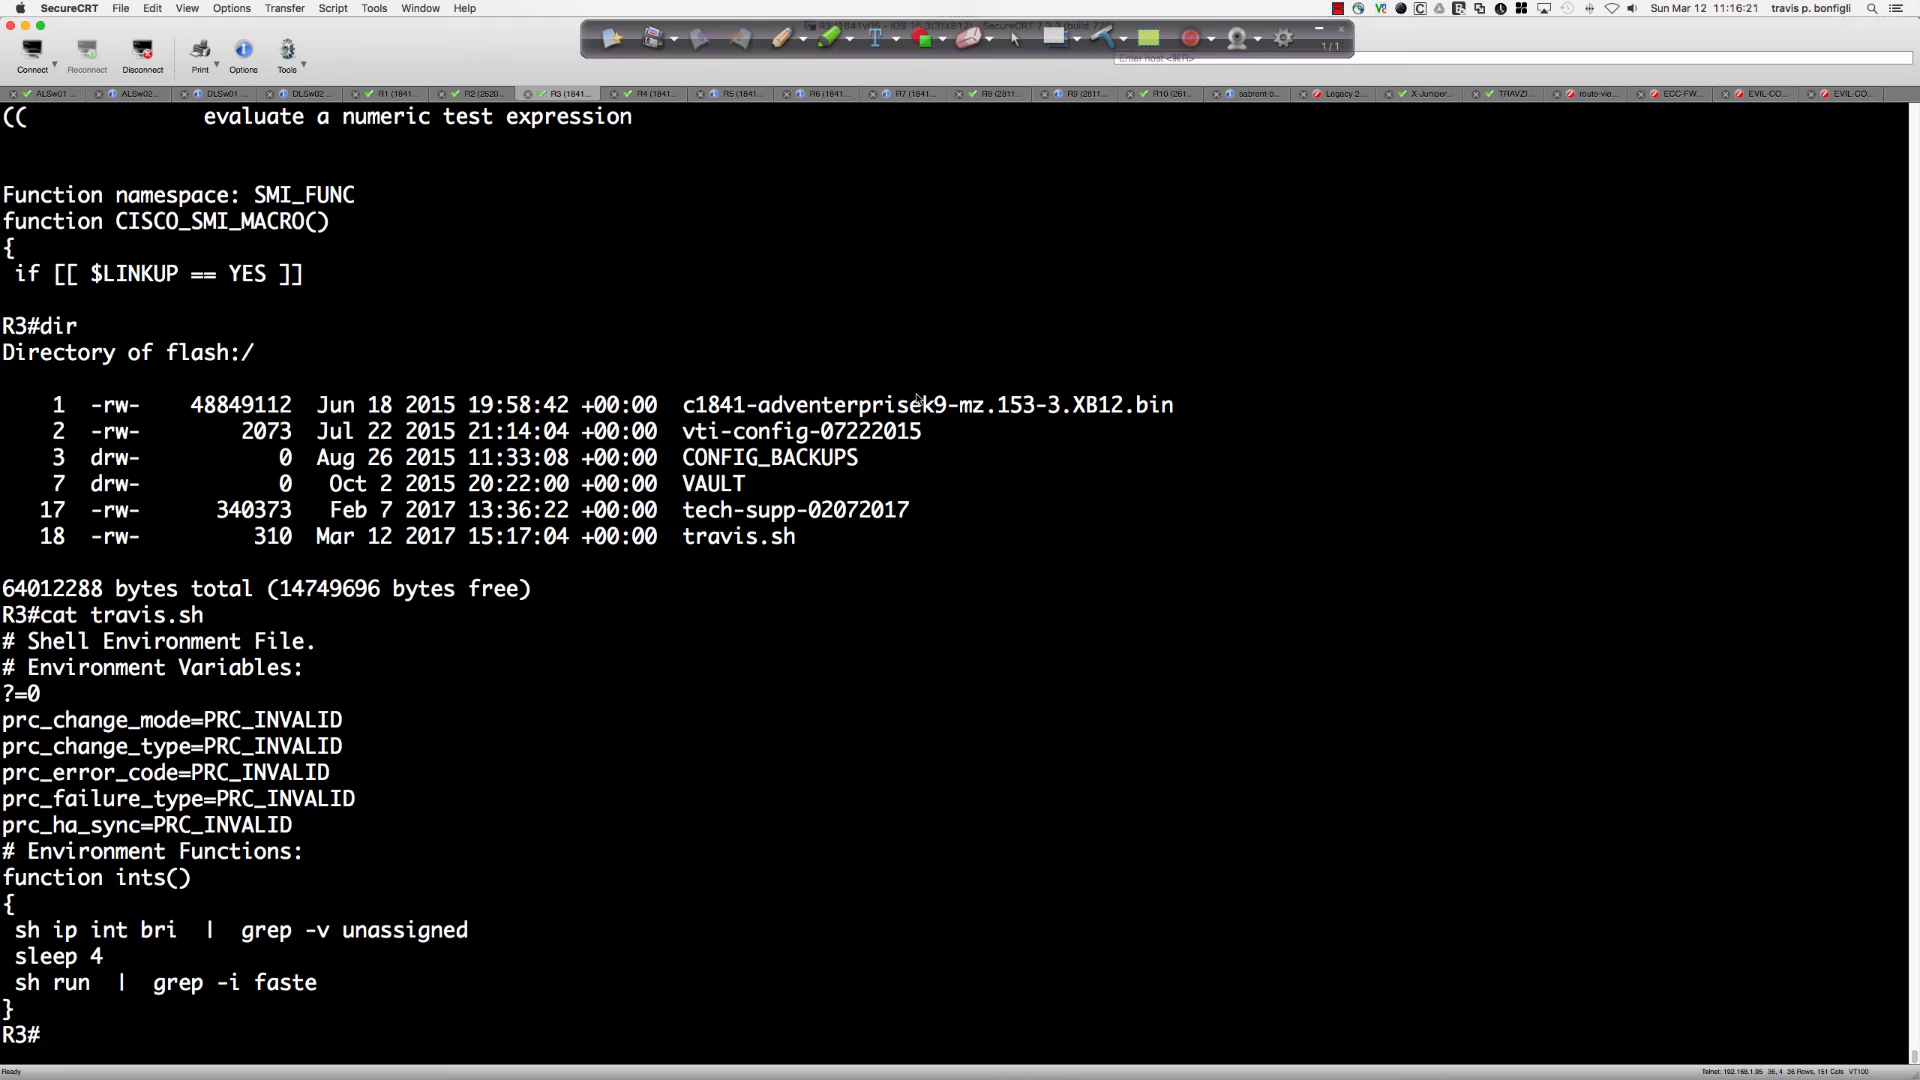 SecureCRT File Edit View Options Transfer Script Tools Window Help Sun Mar 12 11:16:21 travis p. bonfigli
Connect Reconnect Disconnect Print Options Tools 1/1
Enter host <⌘R>
ALSw01 ... ALSw02 ... DLSw01 ... DLSw02 ... R1 (1841... R2 (2620... R3 (1841... R4 (1841... R5 (1841... R6 (1841... R7 (1841... R8 (2811... R9 (2811... R10 (261... sabrent-b... Legacy 2... X-Juniper... TRAVZI... route-vie... ECC-FW... EVIL-CO... EVIL-CO...
(( evaluate a numeric test expression
Function namespace: SMI_FUNC
function CISCO_SMI_MACRO()
{
if [[ $LINKUP == YES ]]
R3#dir
Directory of flash:/
1 -rw- 48849112 Jun 18 2015 19:58:42 +00:00 c1841-adventerprisek9-mz.153-3.XB12.bin
2 -rw- 2073 Jul 22 2015 21:14:04 +00:00 vti-config-07222015
3 drw- 0 Aug 26 2015 11:33:08 +00:00 CONFIG_BACKUPS
7 drw- 0 Oct 2 2015 20:22:00 +00:00 VAULT
17 -rw- 340373 Feb 7 2017 13:36:22 +00:00 tech-supp-02072017
18 -rw- 310 Mar 12 2017 15:17:04 +00:00 travis.sh
64012288 bytes total (14749696 bytes free)
R3#cat travis.sh
# Shell Environment File.
# Environment Variables:
?=0
prc_change_mode=PRC_INVALID
prc_change_type=PRC_INVALID
prc_error_code=PRC_INVALID
prc_failure_type=PRC_INVALID
prc_ha_sync=PRC_INVALID
# Environment Functions:
function ints()
{
sh ip int bri | grep -v unassigned
sleep 4
sh run | grep -i faste
}
R3#
Ready Telnet: 192.168.1.95 36, 4 36 Rows, 151 Cols VT100